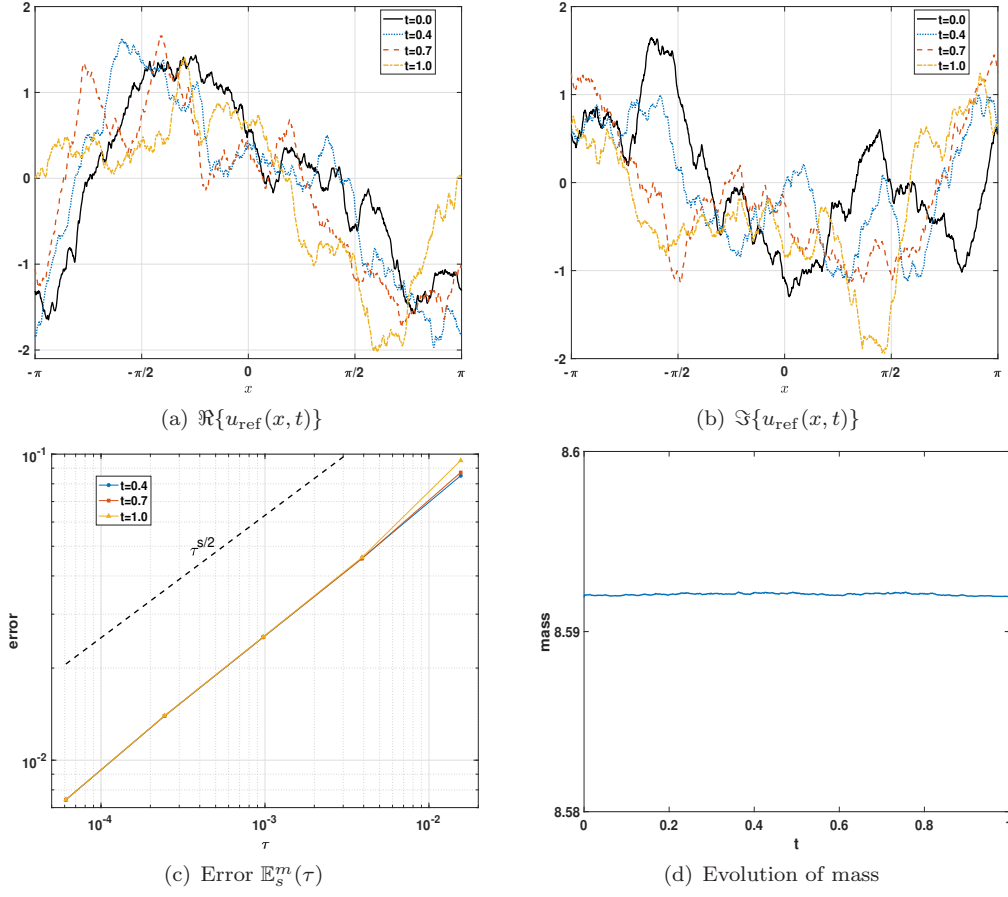 2
1
0
-1
-2
-π
-π/2
0
π/2
π
x
t=0.0
t=0.4
t=0.7
t=1.0
(a) ℜ{u_ref(x, t)}
2
1
0
-1
-2
-π
-π/2
0
π/2
π
x
t=0.0
t=0.4
t=0.7
t=1.0
(b) ℑ{u_ref(x, t)}
10^-1
10^-2
error
10^-4
10^-3
10^-2
τ
t=0.4
t=0.7
t=1.0
τ^s/2
(c) Error 𝔼_s^m(τ)
8.6
8.59
8.58
mass
0
0.2
0.4
0.6
0.8
1
t
(d) Evolution of mass